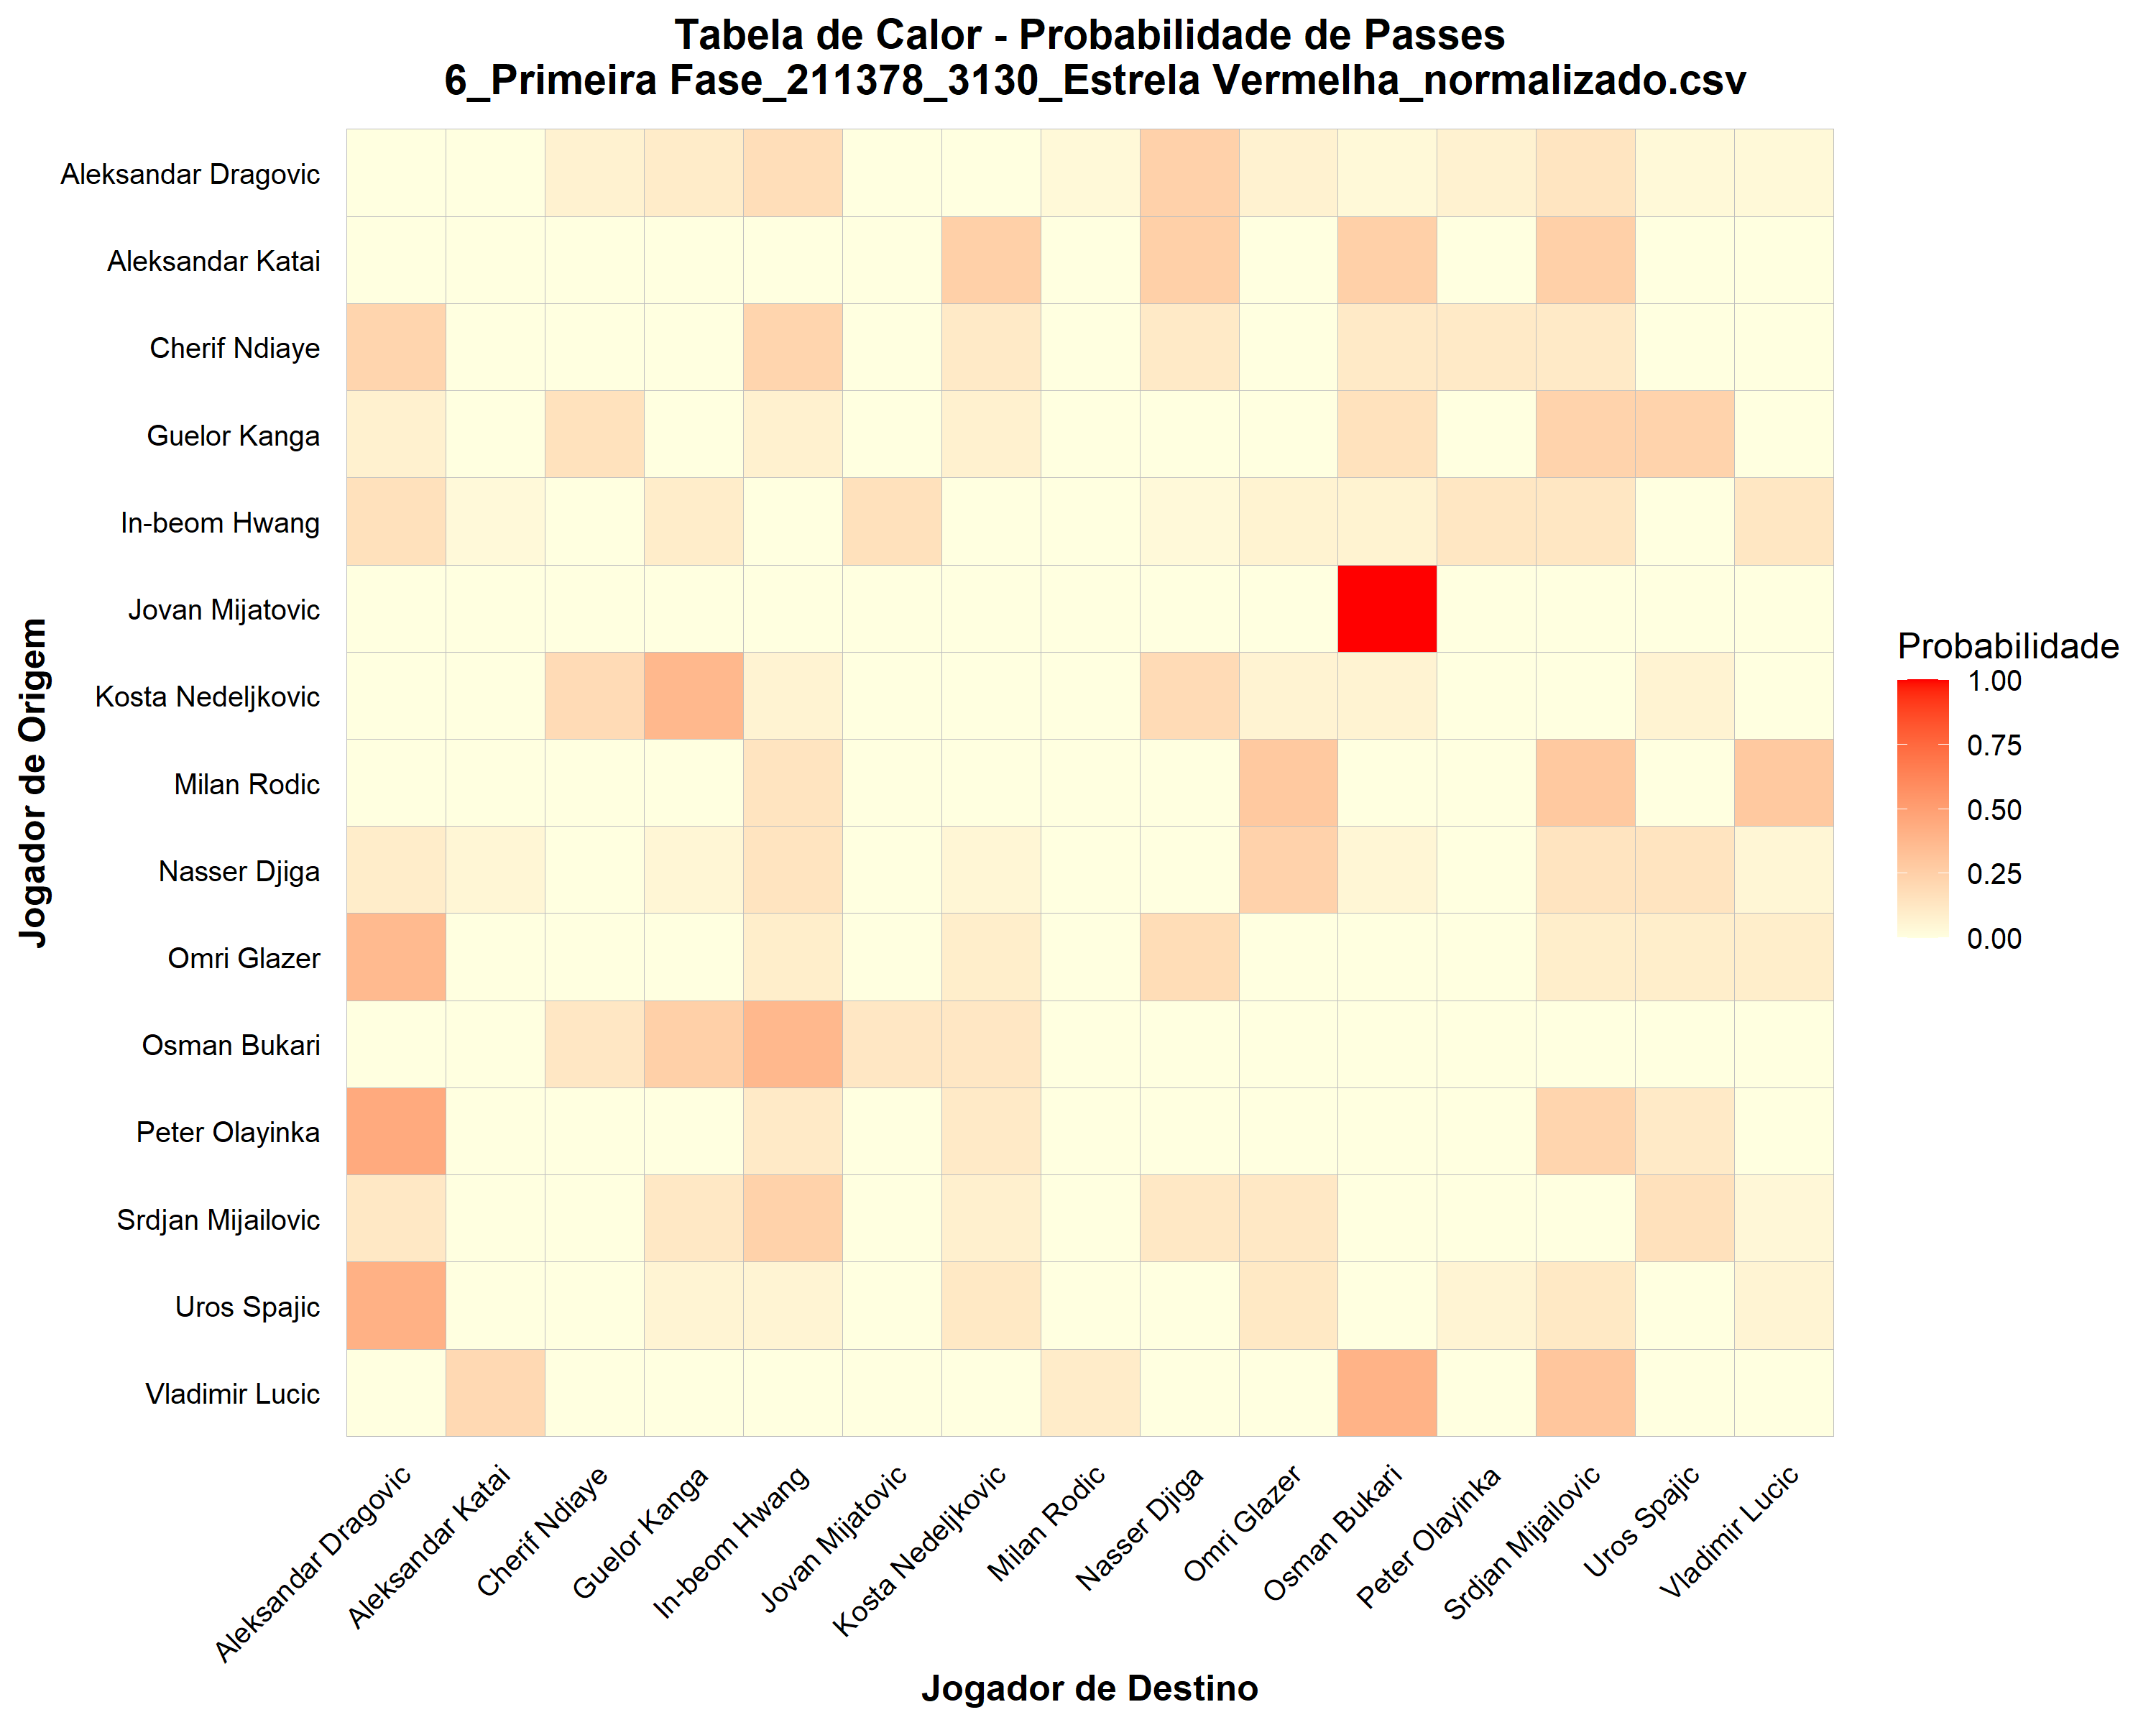 Tabela de Calor - Probabilidade de Passes
6_Primeira Fase_211378_3130_Estrela Vermelha_normalizado.csv
Jogador de Origem
Aleksandar Dragovic
Aleksandar Katai
Cherif Ndiaye
Guelor Kanga
In-beom Hwang
Jovan Mijatovic
Kosta Nedeljkovic
Milan Rodic
Nasser Djiga
Omri Glazer
Osman Bukari
Peter Olayinka
Srdjan Mijailovic
Uros Spajic
Vladimir Lucic
Aleksandar Dragovic
Aleksandar Katai
Cherif Ndiaye
Guelor Kanga
In-beom Hwang
Jovan Mijatovic
Kosta Nedeljkovic
Milan Rodic
Nasser Djiga
Omri Glazer
Osman Bukari
Peter Olayinka
Srdjan Mijailovic
Uros Spajic
Vladimir Lucic
Jogador de Destino
Probabilidade
1.00
0.75
0.50
0.25
0.00